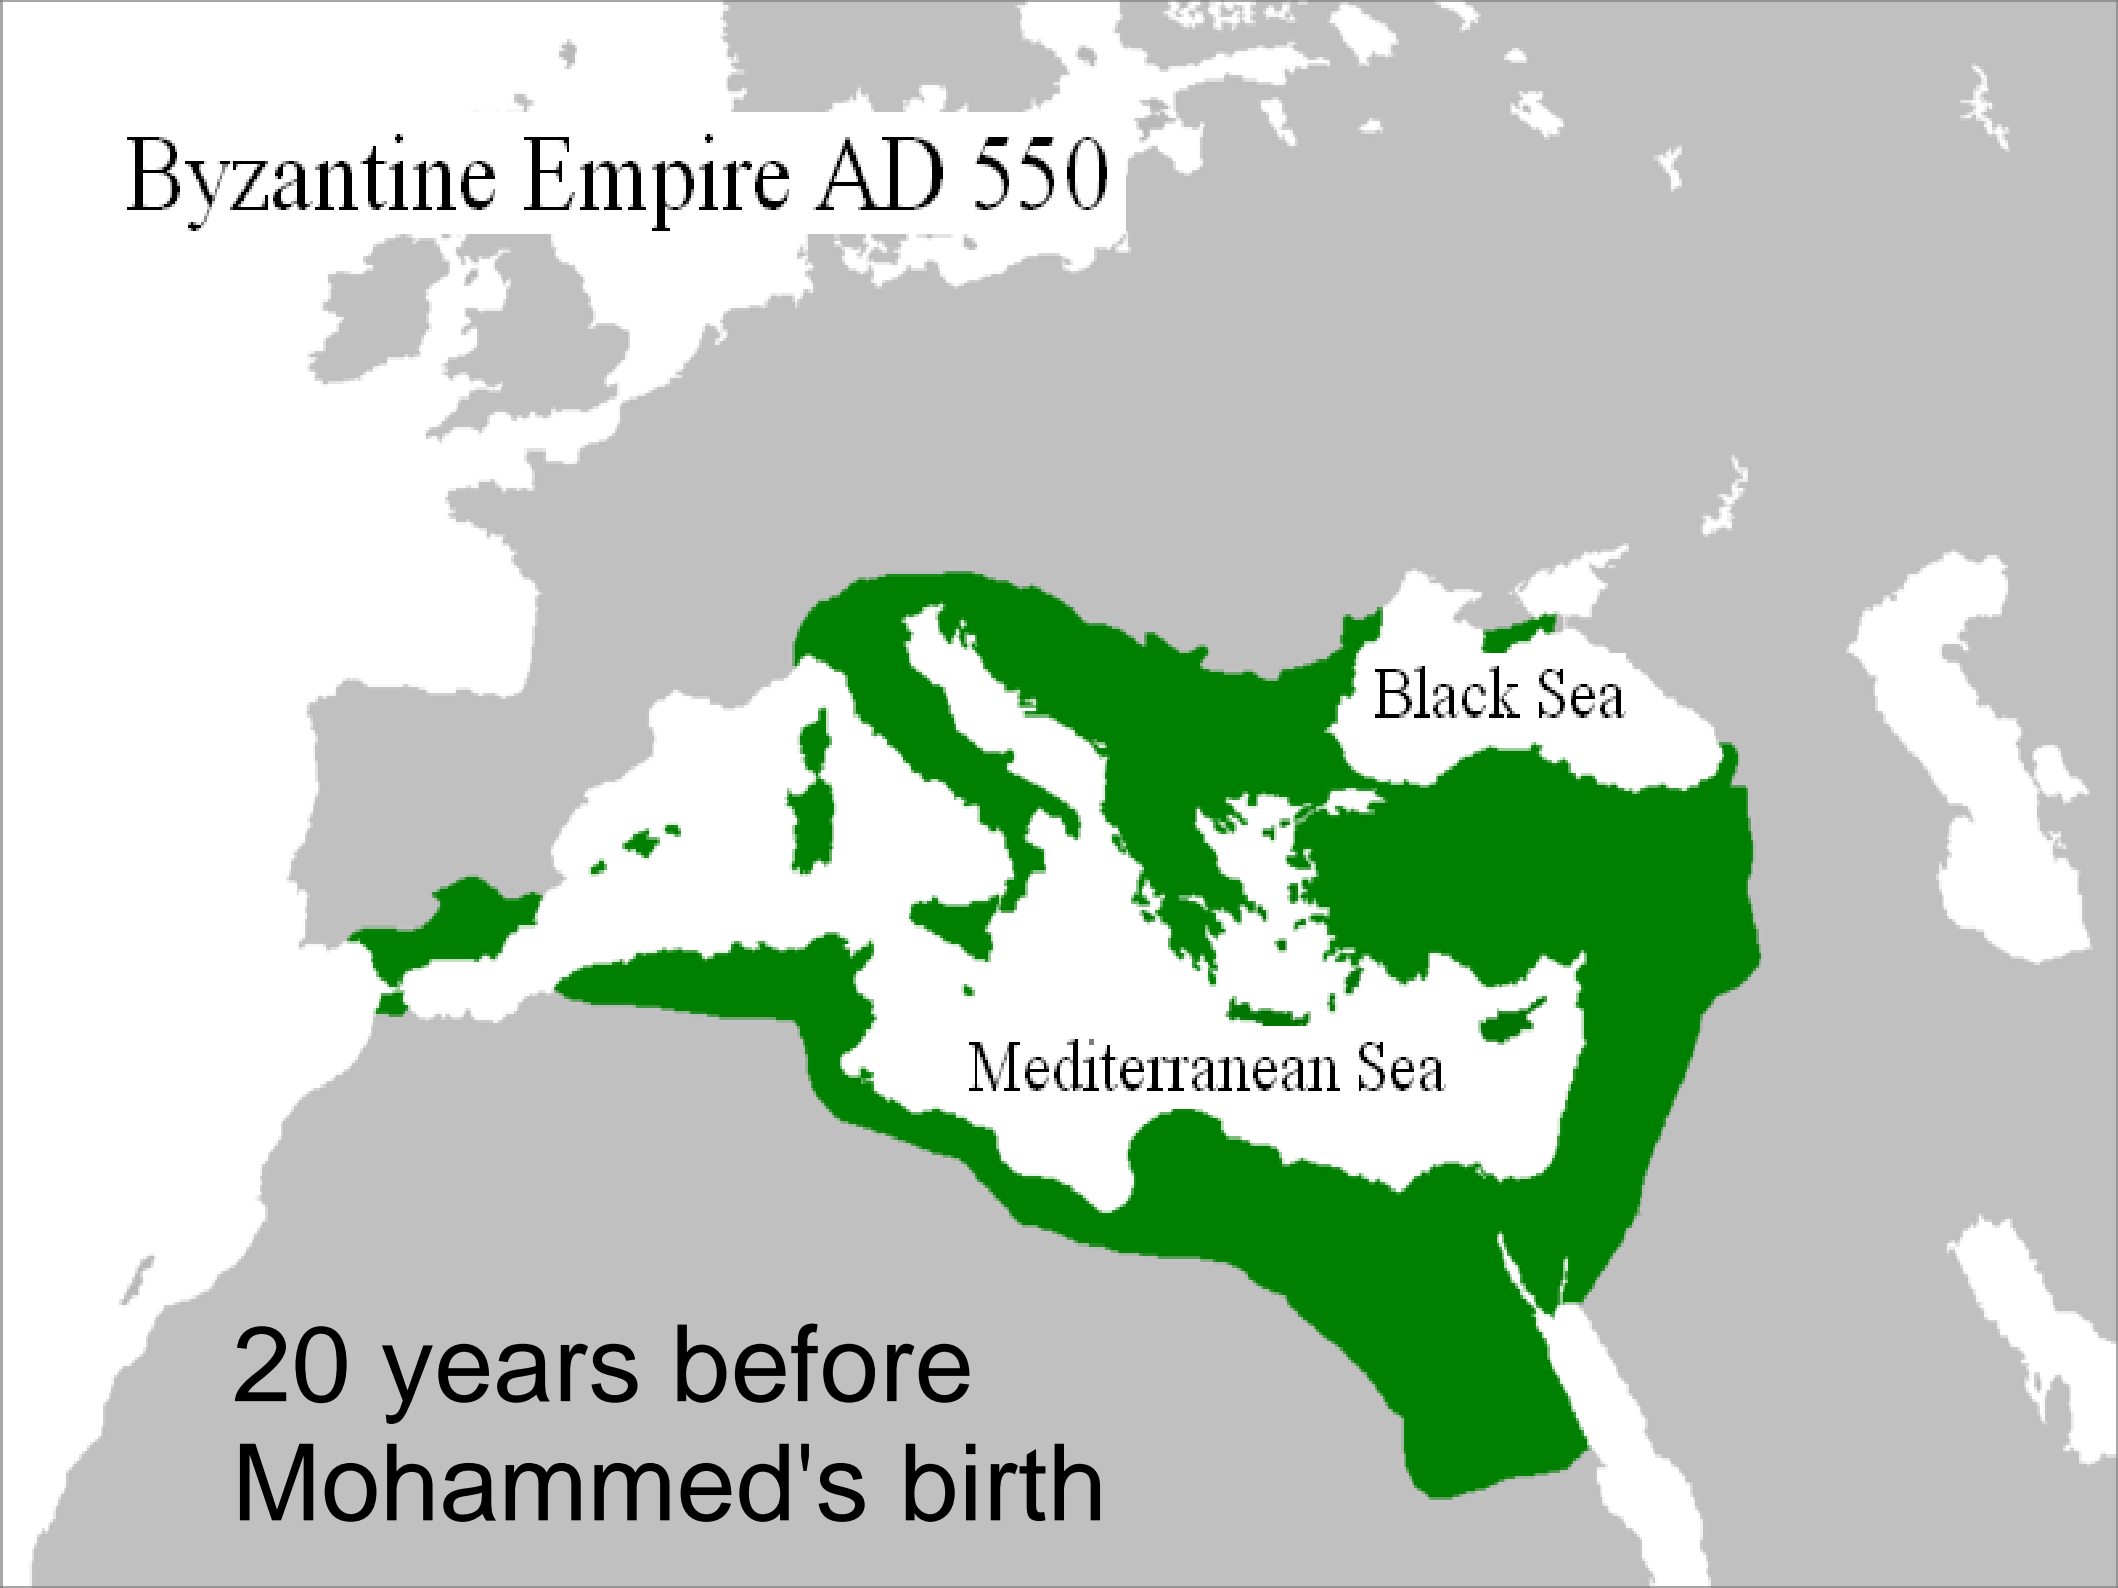 Byzantine Empire AD 550
Black Sea
Mediterranean Sea
20 years before
Mohammed's birth